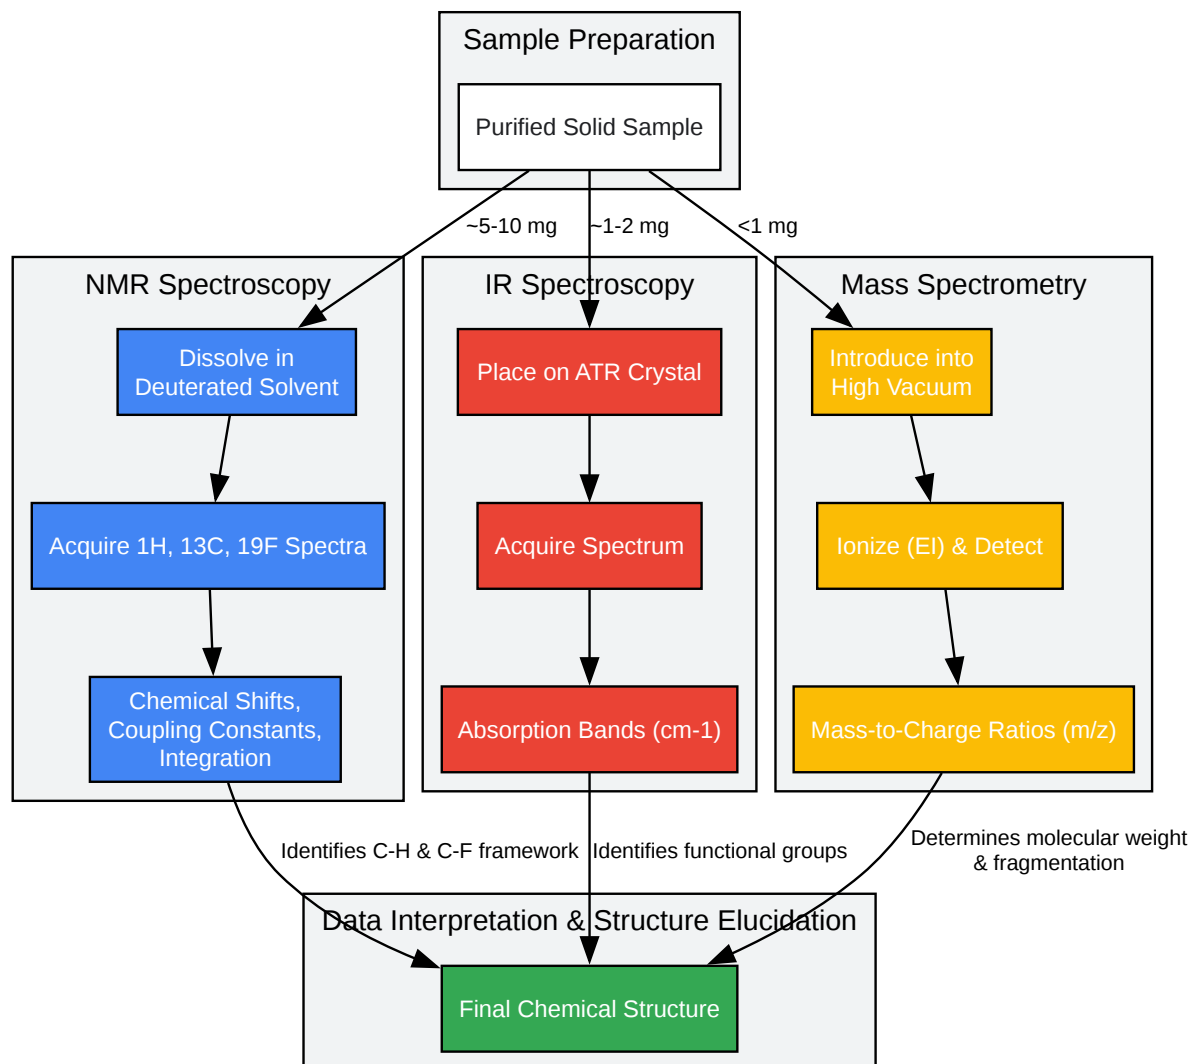 Sample Preparation
Purified Solid Sample
~5-10 mg
~1-2 mg
<1 mg
NMR Spectroscopy
IR Spectroscopy
Mass Spectrometry
Dissolve in
Deuterated Solvent
Place on ATR Crystal
Introduce into
High Vacuum
Acquire 1H, 13C, 19F Spectra
Acquire Spectrum
Ionize (EI) & Detect
Chemical Shifts,
Coupling Constants,
Integration
Absorption Bands (cm-1)
Mass-to-Charge Ratios (m/z)
Identifies C-H & C-F framework
Identifies functional groups
Determines molecular weight
& fragmentation
Data Interpretation & Structure Elucidation
Final Chemical Structure